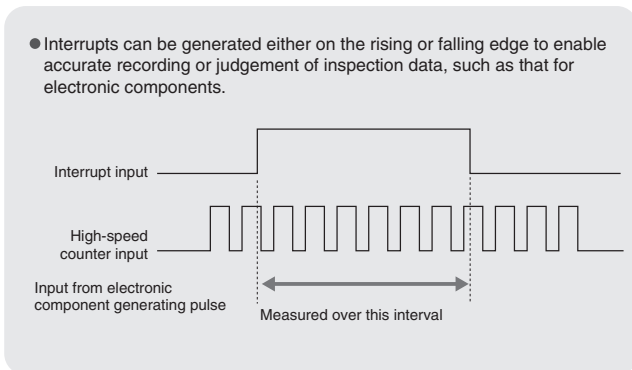 ● Interrupts can be generated either on the rising or falling edge to enable
accurate recording or judgement of inspection data, such as that for
electronic components.
Interrupt input
High-speed
counter input
Input from electronic
component generating pulse
Measured over this interval